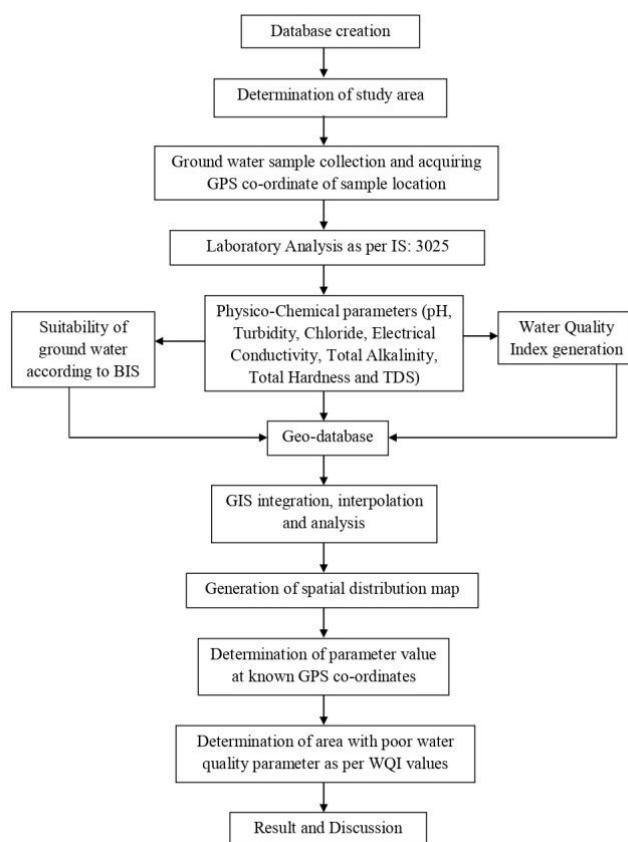 Database creation
Determination of study area
Ground water sample collection and acquiring
GPS co-ordinate of sample location
Laboratory Analysis as per IS: 3025
Suitability of
ground water
according to BIS
Physico-Chemical parameters (pH,
Turbidity, Chloride, Electrical
Conductivity, Total Alkalinity,
Total Hardness and TDS)
Water Quality
Index generation
Geo-database
GIS integration, interpolation
and analysis
Generation of spatial distribution map
Determination of parameter value
at known GPS co-ordinates
Determination of area with poor water
quality parameter as per WQI values
Result and Discussion